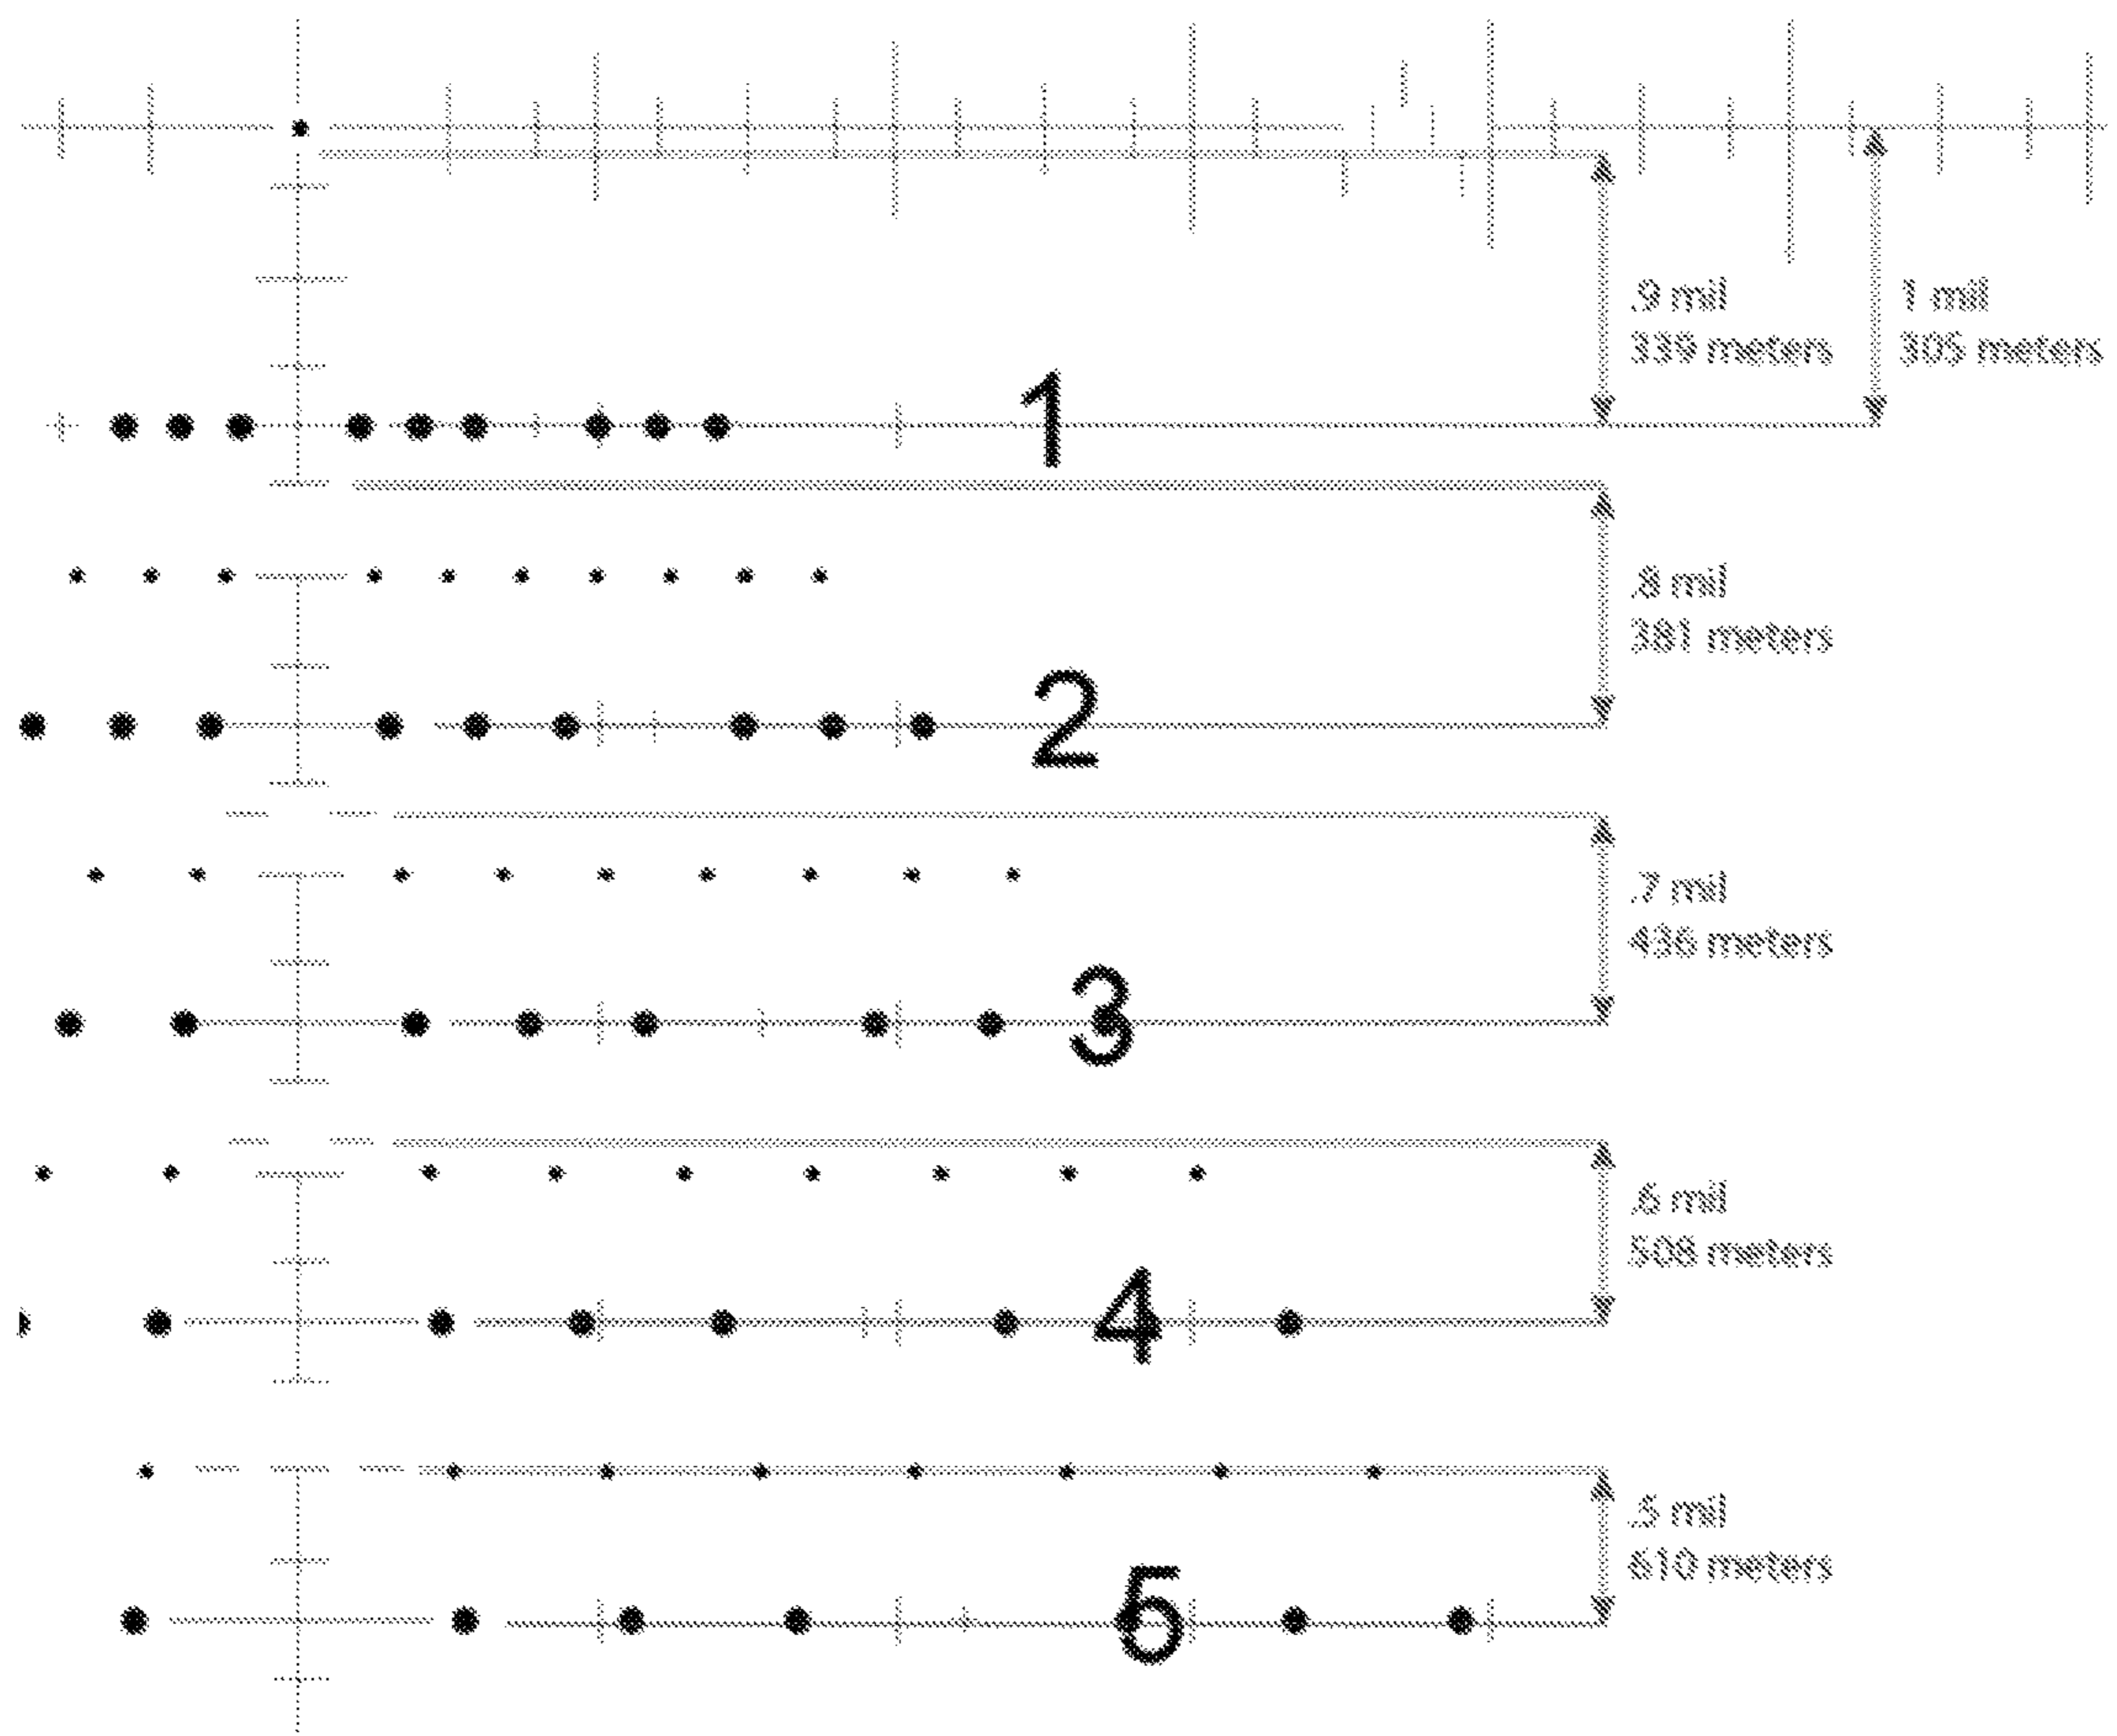 .9 mil
339 meters
1 mil
305 meters
1
.8 mil
381 meters
2
.7 mil
436 meters
3
.6 mil
508 meters
4
.5 mil
610 meters
5